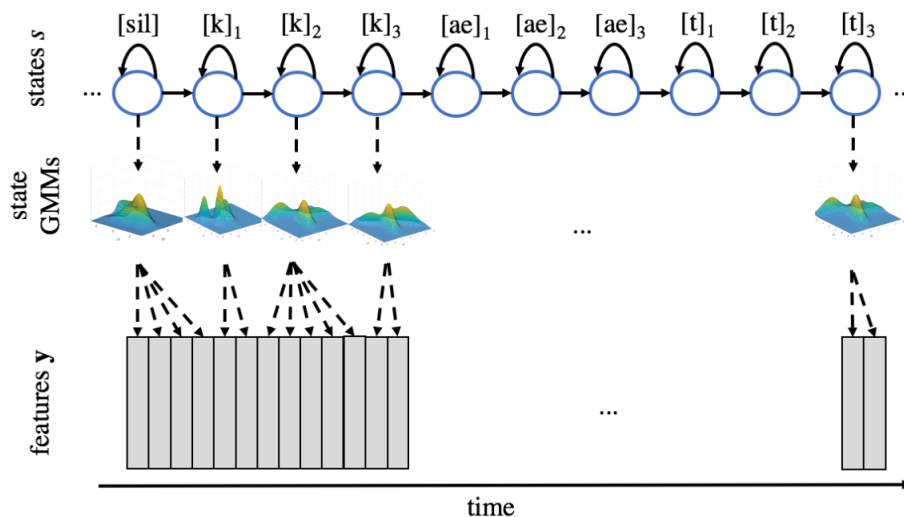 [sil] [k]₁ [k]₂ [k]₃ [ae]₁ [ae]₂ [ae]₃ [t]₁ [t]₂ [t]₃
states s
... ...
state
GMMs
...
features y
...
time